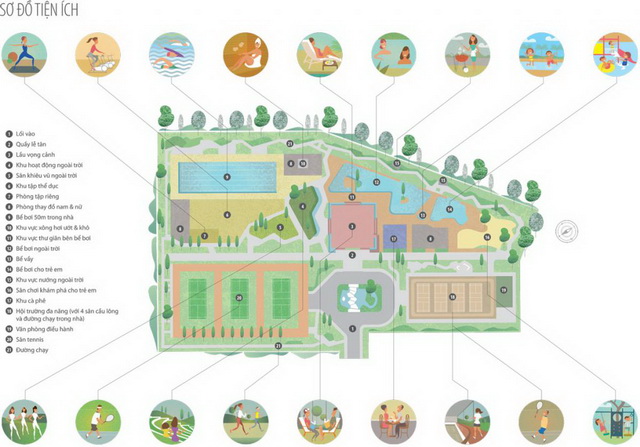 SƠ ĐỒ TIỆN ÍCH
1 Lối vào
2 Quầy lễ tân
3 Lầu vọng cảnh
4 Khu hoạt động ngoài trời
5 Sân khiêu vũ ngoài trời
6 Khu tập thể dục
7 Phòng tập riêng
8 Phòng thay đồ nam & nữ
9 Bể bơi 50m trong nhà
10 Khu vực xông hơi ướt & khô
11 Khu vực thư giãn bên bể bơi
12 Bể bơi ngoài trời
13 Bể vầy
14 Bể bơi cho trẻ em
15 Khu vực nướng ngoài trời
16 Sân chơi khám phá cho trẻ em
17 Khu cà phê
18 Hội trường đa năng (với 4 sân cầu lông
và đường chạy trong nhà)
19 Văn phòng điều hành
20 Sân tennis
21 Đường chạy